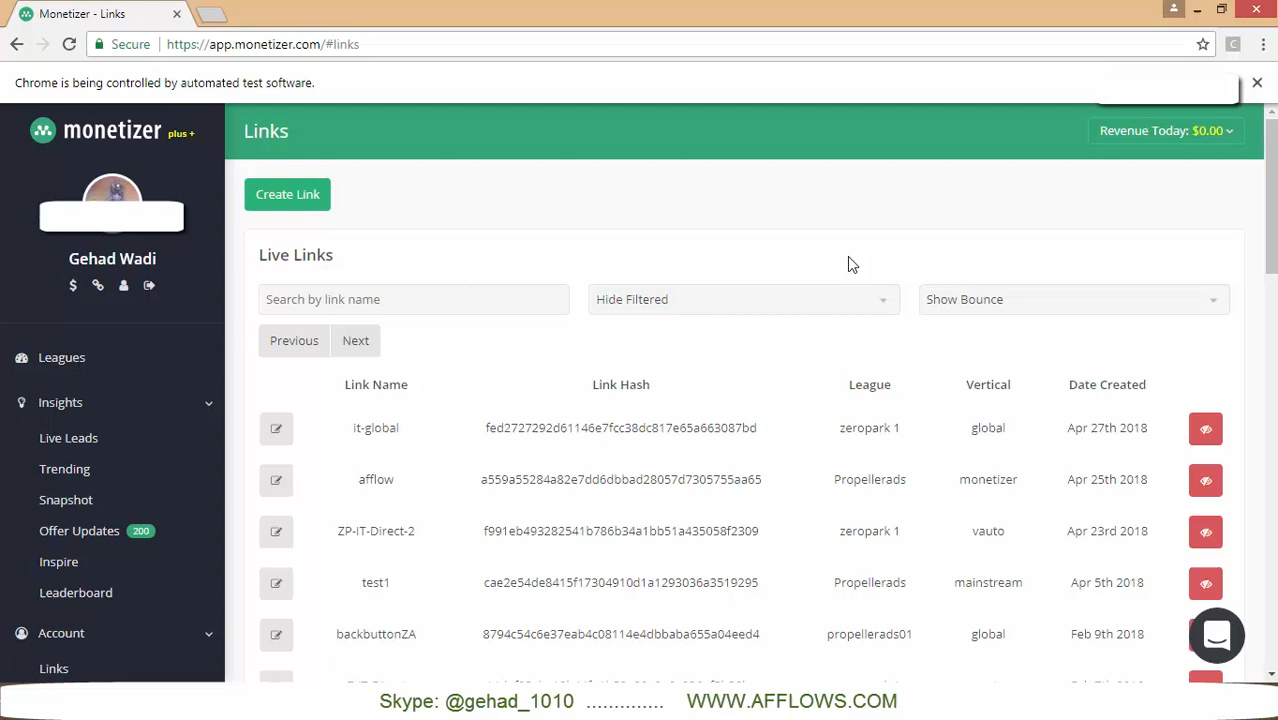 Monetizer - Links
Secure https://app.monetizer.com/#links
Chrome is being controlled by automated test software.
monetizer plus +
Links
Revenue Today: $0.00
Create Link
Gehad Wadi
Live Links
Search by link name
Hide Filtered
Show Bounce
Previous
Next
Leagues
Insights
Live Leads
Trending
Snapshot
Offer Updates 200
Inspire
Leaderboard
Account
Links
Link Name Link Hash League Vertical Date Created
it-global fed2727292d61146e7fcc38dc817e65a663087bd zeropark 1 global Apr 27th 2018
afflow a559a55284a82e7dd6dbbad28057d7305755aa65 Propellerads monetizer Apr 25th 2018
ZP-IT-Direct-2 f991eb493282541b786b34a1bb51a435058f2309 zeropark 1 vauto Apr 23rd 2018
test1 cae2e54de8415f17304910d1a1293036a3519295 Propellerads mainstream Apr 5th 2018
backbuttonZA 8794c54c6e37eab4c08114e4dbbaba655a04eed4 propellerads01 global Feb 9th 2018
Skype: @gehad_1010 .............. WWW.AFFLOWS.COM